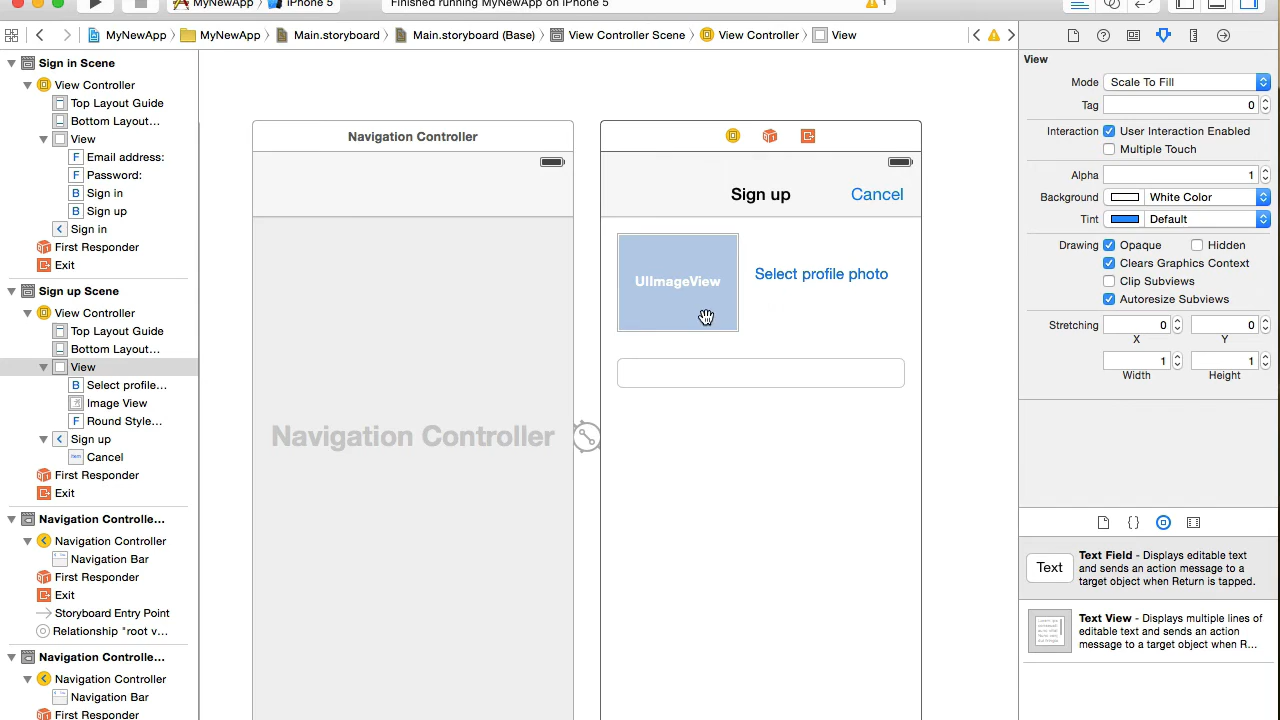 MyNewApp
iPhone 5
Finished running MyNewApp on iPhone 5
1
MyNewApp
MyNewApp
Main.storyboard
Main.storyboard (Base)
View Controller Scene
View Controller
View
Sign in Scene
View Controller
Top Layout Guide
Bottom Layout...
View
F Email address:
F Password:
B Sign in
B Sign up
Sign in
First Responder
Exit
Sign up Scene
View Controller
Top Layout Guide
Bottom Layout...
View
B Select profile...
Image View
F Round Style...
Sign up
Cancel
First Responder
Exit
Navigation Controlle...
Navigation Controller
Navigation Bar
First Responder
Exit
Storyboard Entry Point
Relationship "root v...
Navigation Controlle...
Navigation Controller
Navigation Bar
First Responder
Navigation Controller
Navigation Controller
Sign up
Cancel
UIImageView
Select profile photo
View
Mode Scale To Fill
Tag 0
Interaction User Interaction Enabled
Multiple Touch
Alpha 1
Background White Color
Tint Default
Drawing Opaque Hidden
Clears Graphics Context
Clip Subviews
Autoresize Subviews
Stretching 0 0
X Y
1 1
Width Height
Text
Text Field - Displays editable text
and sends an action message to a
target object when Return is tapped.
Text View - Displays multiple lines of
editable text and sends an action
message to a target object when R...